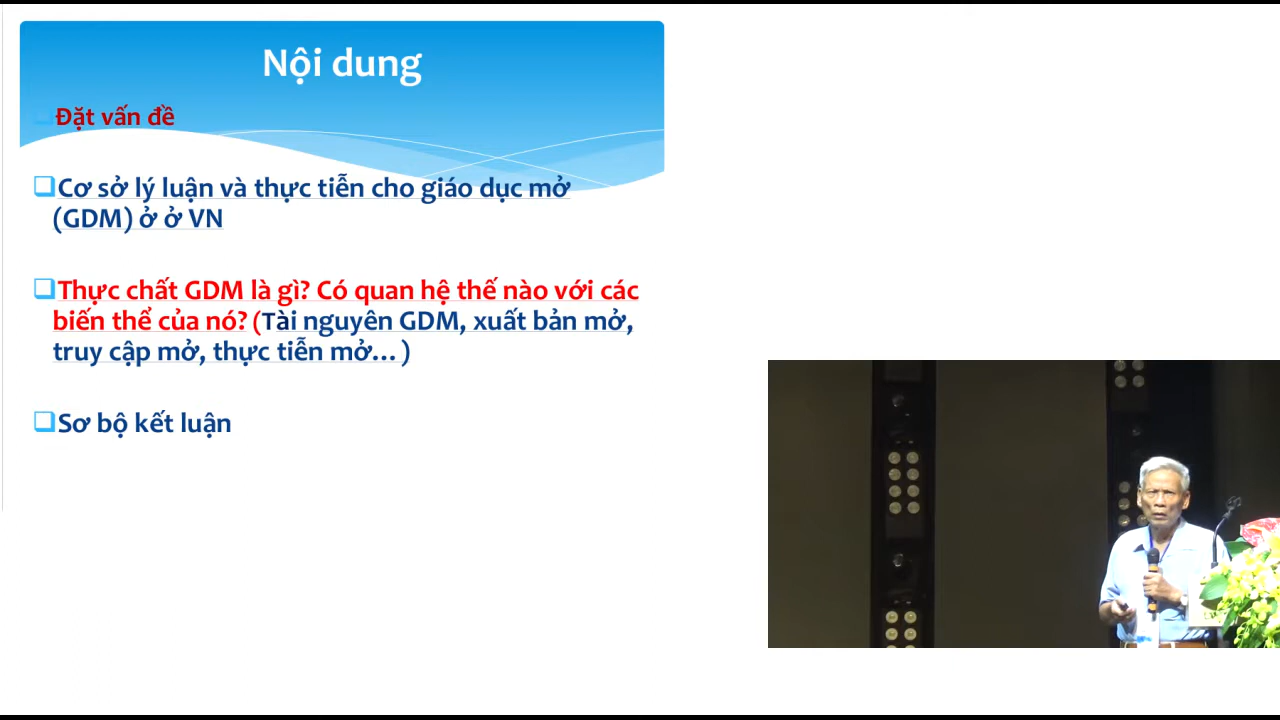 Nội dung
Đặt vấn đề
Cơ sở lý luận và thực tiễn cho giáo dục mở
(GDM) ở ở VN
Thực chất GDM là gì? Có quan hệ thế nào với các
biến thể của nó? (Tài nguyên GDM, xuất bản mở,
truy cập mở, thực tiễn mở... )
Sơ bộ kết luận